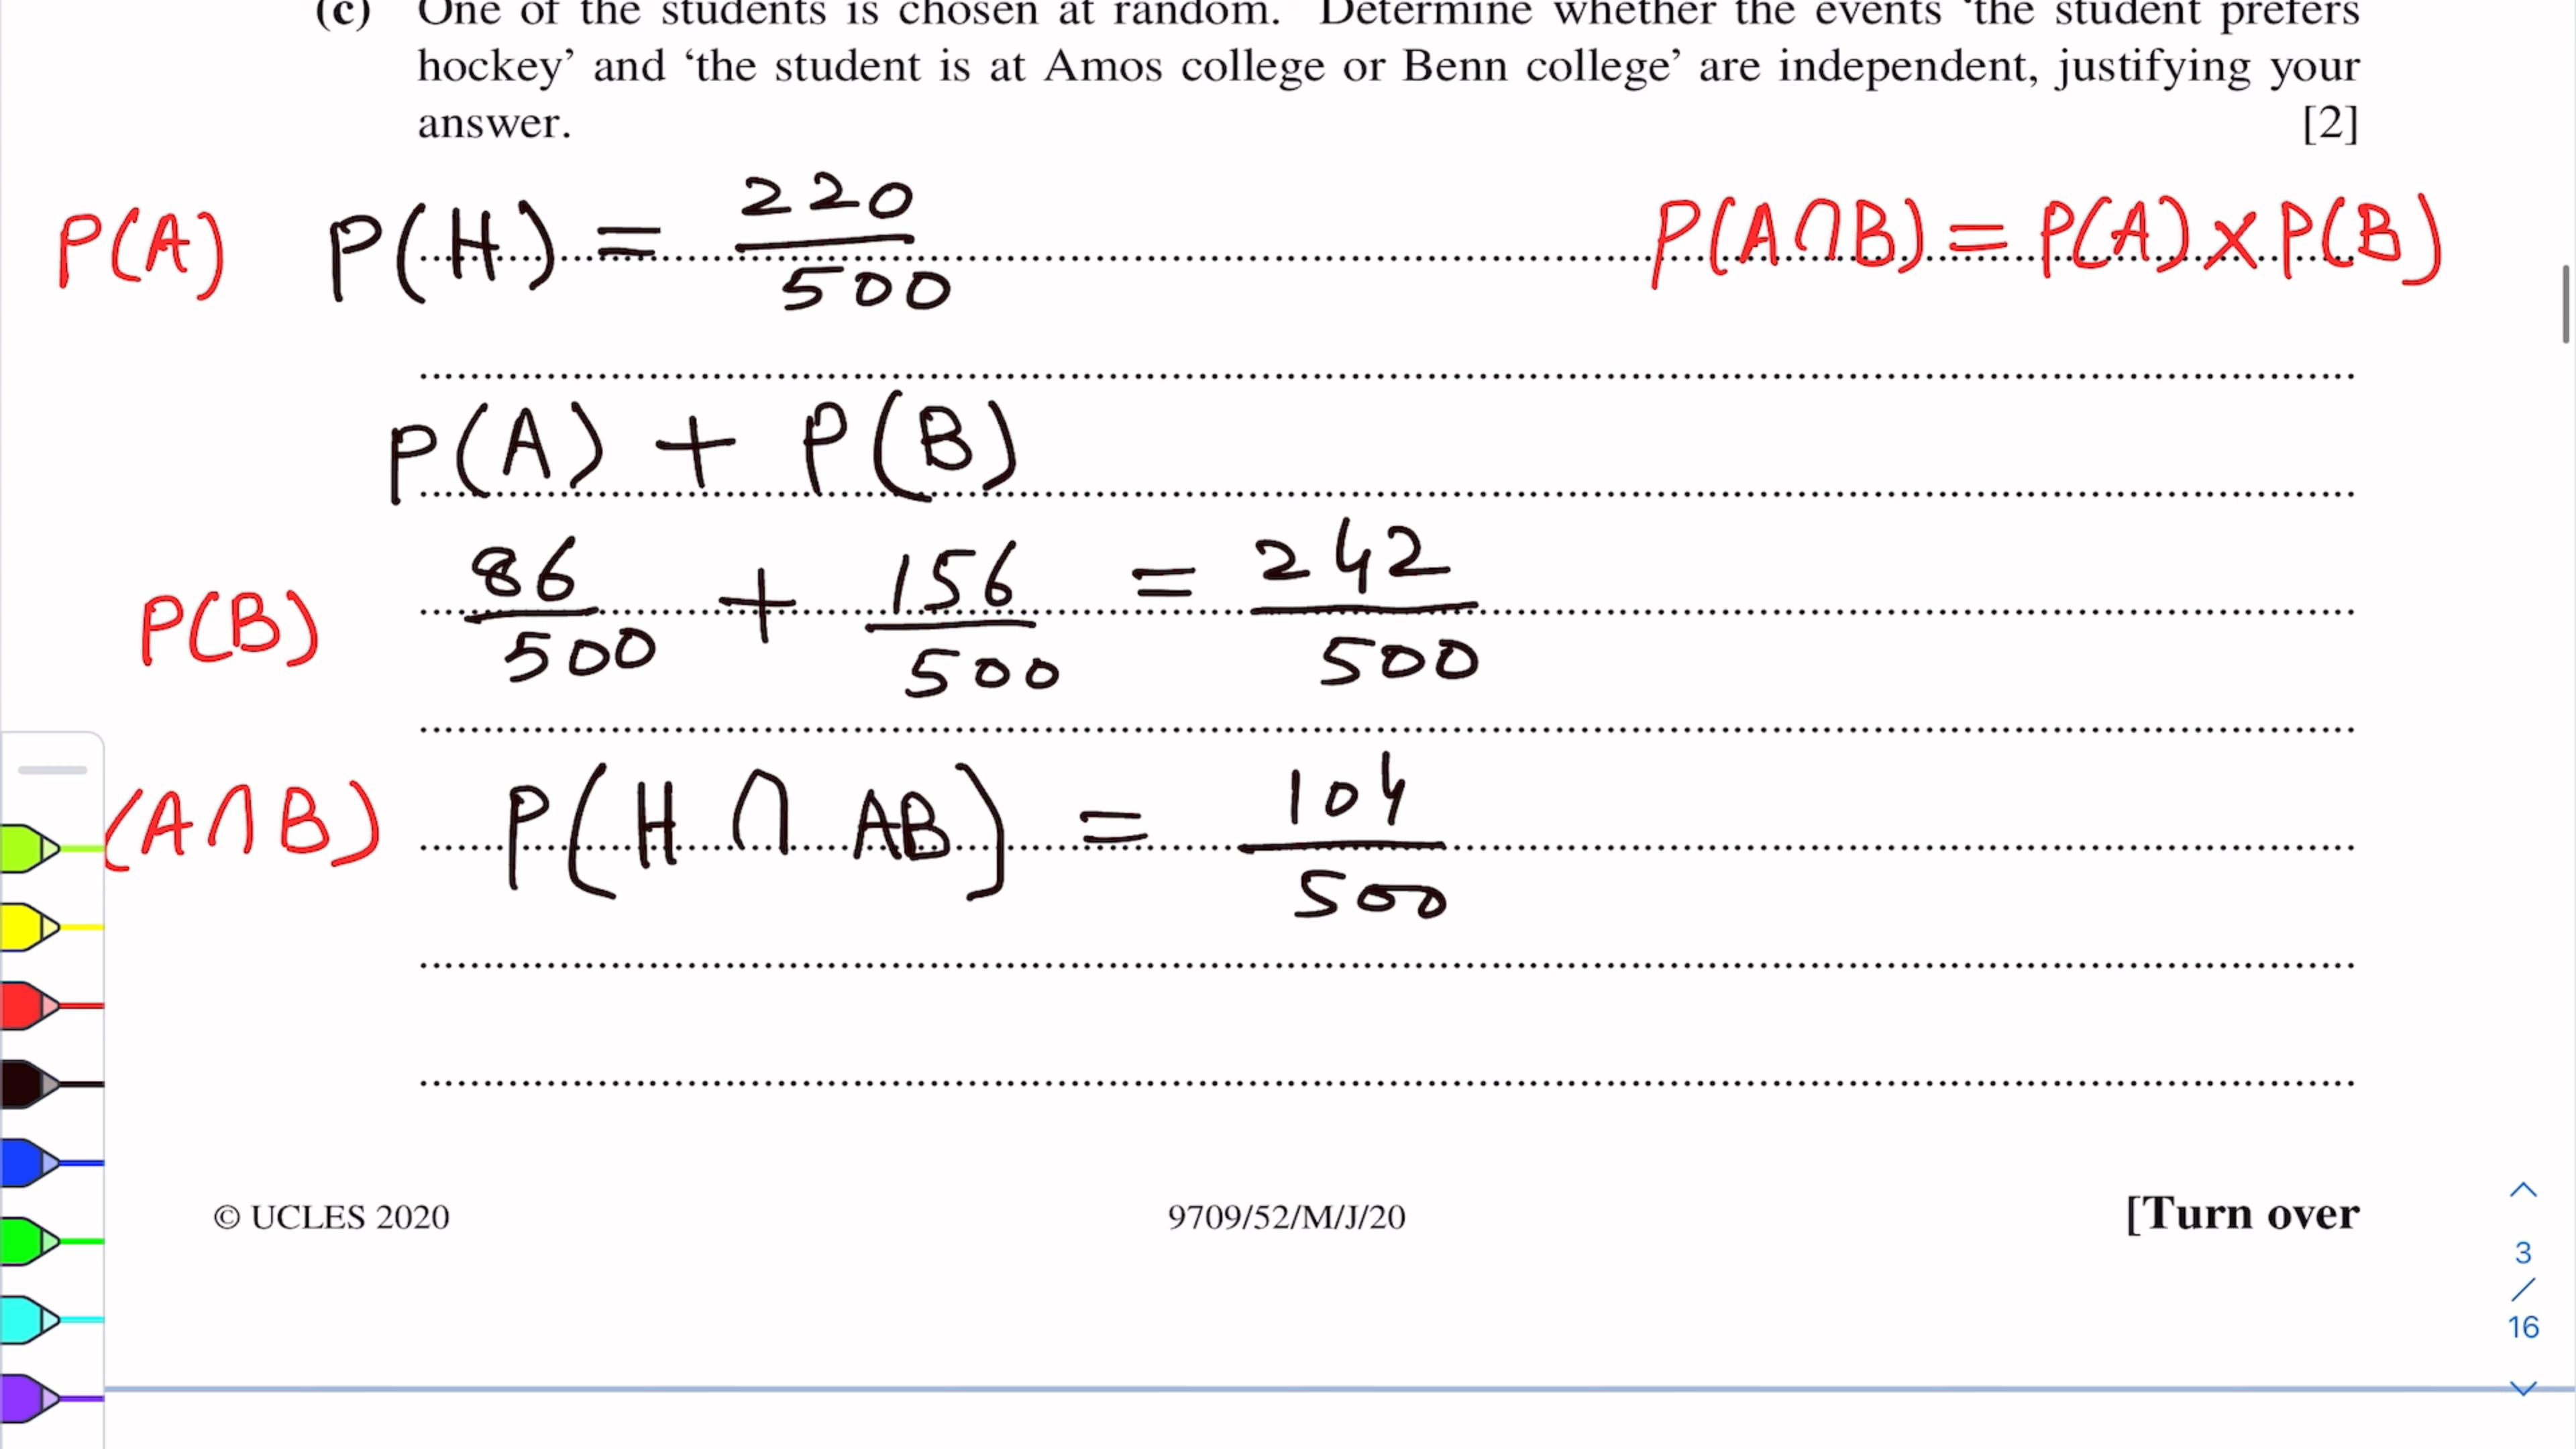 (c) One of the students is chosen at random. Determine whether the events ‘the student prefers
hockey’ and ‘the student is at Amos college or Benn college’ are independent, justifying your
answer. [2]
P(A) P(H) = 220/500 P(A∩B) = P(A) × P(B)
P(A) + P(B)
P(B) 86/500 + 156/500 = 242/500
(A∩B) P(H ∩ AB) = 104/500
© UCLES 2020 9709/52/M/J/20 [Turn over
3
/
16